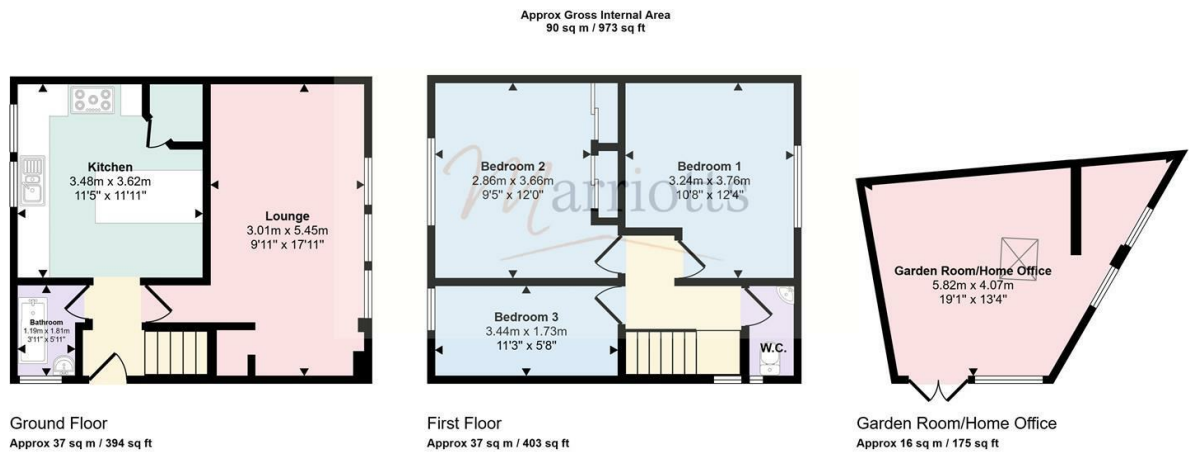 Approx Gross Internal Area
90 sq m / 973 sq ft
Kitchen
3.48m x 3.62m
11'5" x 11'11"
Lounge
3.01m x 5.45m
9'11" x 17'11"
Bathroom
1.19m x 1.81m
3'11" x 5'11"
Ground Floor
Approx 37 sq m / 394 sq ft
Marriotts
Bedroom 2
2.86m x 3.66m
9'5" x 12'0"
Bedroom 1
3.24m x 3.76m
10'8" x 12'4"
Bedroom 3
3.44m x 1.73m
11'3" x 5'8"
W.C.
First Floor
Approx 37 sq m / 403 sq ft
Garden Room/Home Office
5.82m x 4.07m
19'1" x 13'4"
Garden Room/Home Office
Approx 16 sq m / 175 sq ft